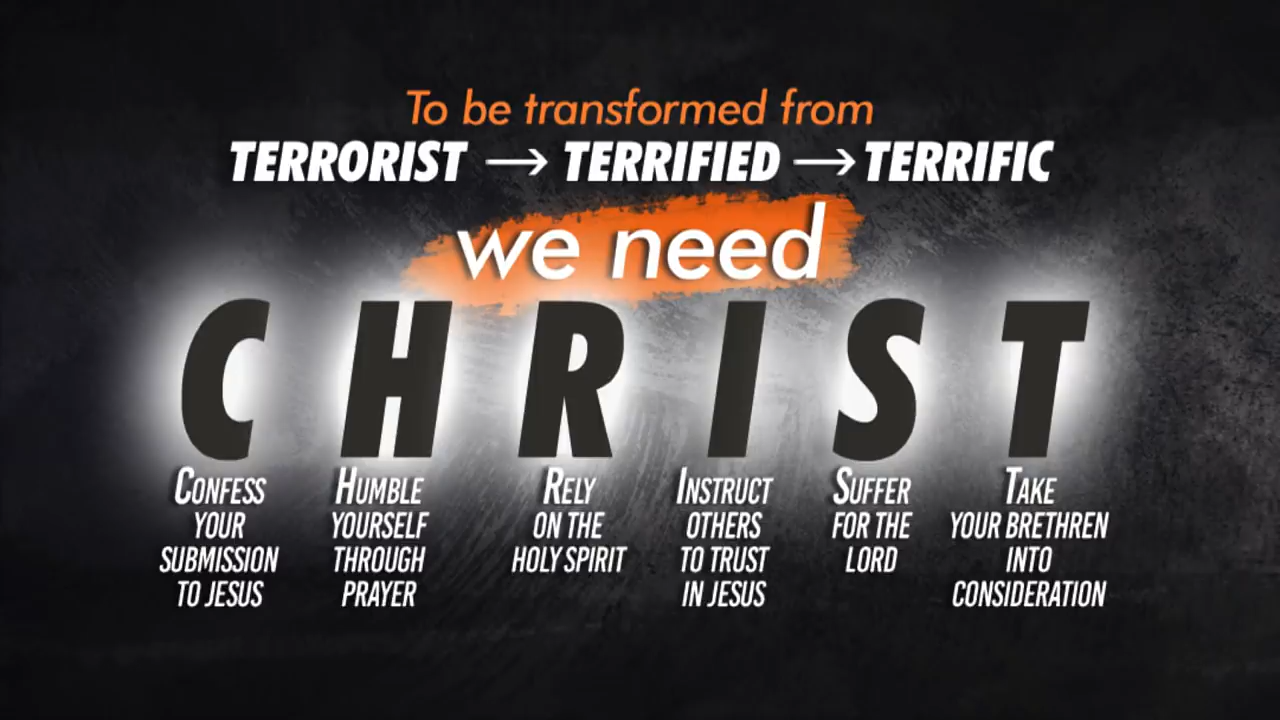 To be transformed from
TERRORIST → TERRIFIED → TERRIFIC
we need
CHRIST
CONFESS
YOUR
SUBMISSION
TO JESUS
HUMBLE
YOURSELF
THROUGH
PRAYER
RELY
ON THE
HOLY SPIRIT
INSTRUCT
OTHERS
TO TRUST
IN JESUS
SUFFER
FOR THE
LORD
TAKE
YOUR BRETHREN
INTO
CONSIDERATION